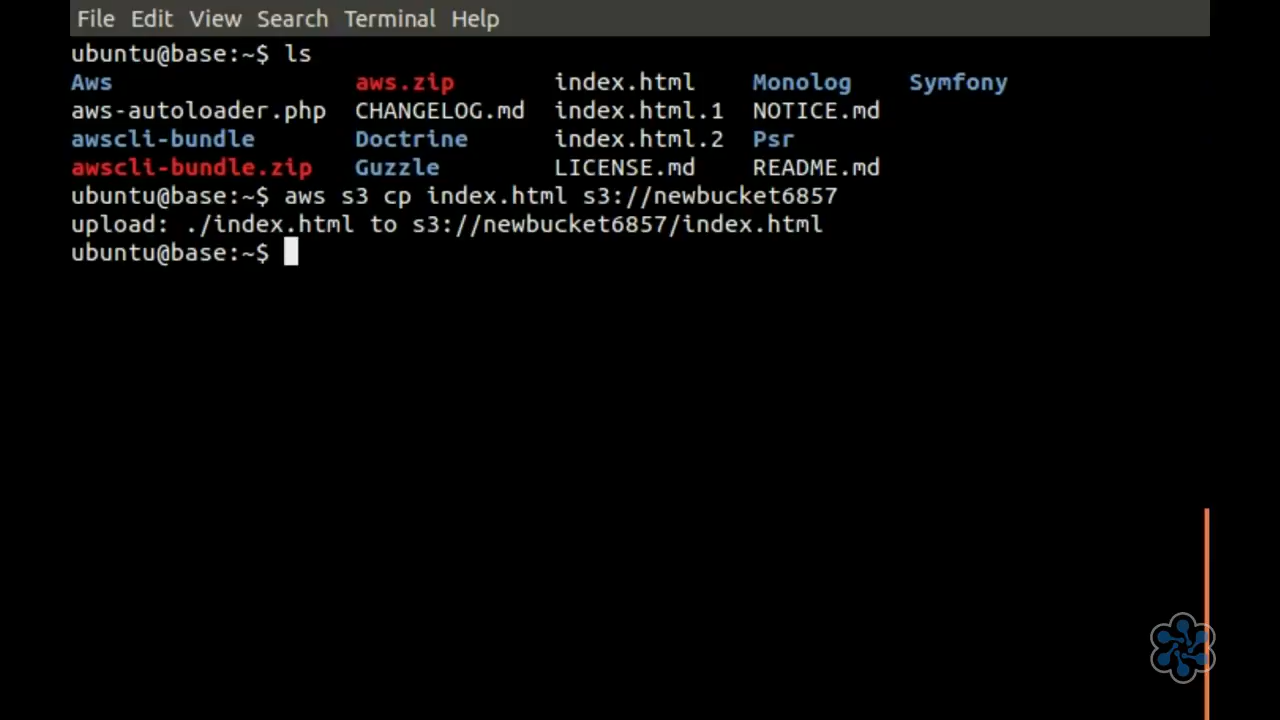 File Edit View Search Terminal Help
ubuntu@base:~$ ls
Aws aws.zip index.html Monolog Symfony
aws-autoloader.php CHANGELOG.md index.html.1 NOTICE.md
awscli-bundle Doctrine index.html.2 Psr
awscli-bundle.zip Guzzle LICENSE.md README.md
ubuntu@base:~$ aws s3 cp index.html s3://newbucket6857
upload: ./index.html to s3://newbucket6857/index.html
ubuntu@base:~$